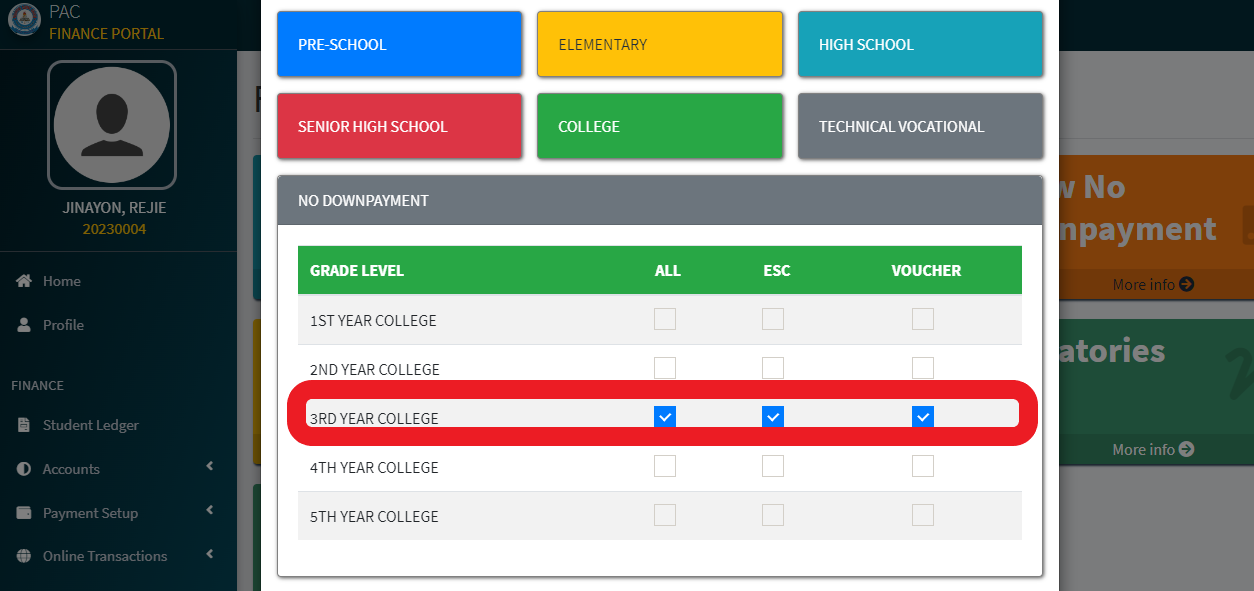 PAC
FINANCE PORTAL
JINAYON, REJIE
20230004
Home
Profile
FINANCE
Student Ledger
Accounts
Payment Setup
Online Transactions
PRE-SCHOOL
ELEMENTARY
HIGH SCHOOL
SENIOR HIGH SCHOOL
COLLEGE
TECHNICAL VOCATIONAL
NO DOWNPAYMENT
GRADE LEVEL ALL ESC VOUCHER
1ST YEAR COLLEGE
2ND YEAR COLLEGE
3RD YEAR COLLEGE
4TH YEAR COLLEGE
5TH YEAR COLLEGE
No
npayment
More info
atories
More info